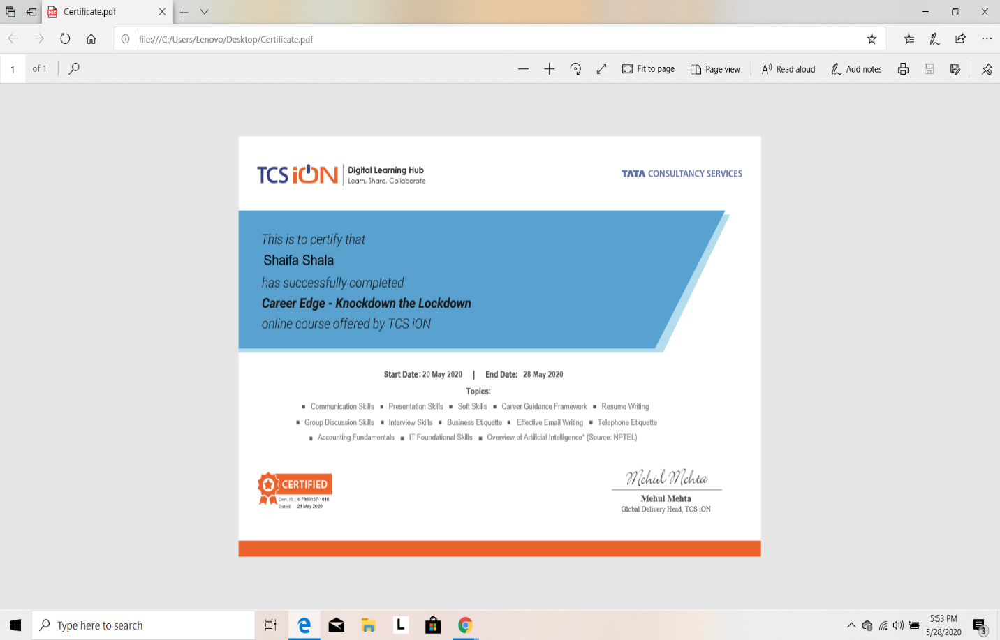 Certificate.pdf
file:///C:/Users/Lenovo/Desktop/Certificate.pdf
1 of 1
Fit to page
Page view
Read aloud
Add notes
TCS iON
Digital Learning Hub
Learn, Share, Collaborate
TATA CONSULTANCY SERVICES
This is to certify that
Shaifa Shala
has successfully completed
Career Edge - Knockdown the Lockdown
online course offered by TCS iON
Start Date: 20 May 2020 | End Date: 28 May 2020
Topics:
▪ Communication Skills ▪ Presentation Skills ▪ Soft Skills ▪ Career Guidance Framework ▪ Resume Writing
▪ Group Discussion Skills ▪ Interview Skills ▪ Business Etiquette ▪ Effective Email Writing ▪ Telephone Etiquette
▪ Accounting Fundamentals ▪ IT Foundational Skills ▪ Overview of Artificial Intelligence* (Source: NPTEL)
CERTIFIED
Cert. ID.: 4-7869157-1016
Dated: 28 May 2020
Mehul Mehta
Mehul Mehta
Global Delivery Head, TCS iON
Type here to search
L
5:53 PM
5/28/2020
3